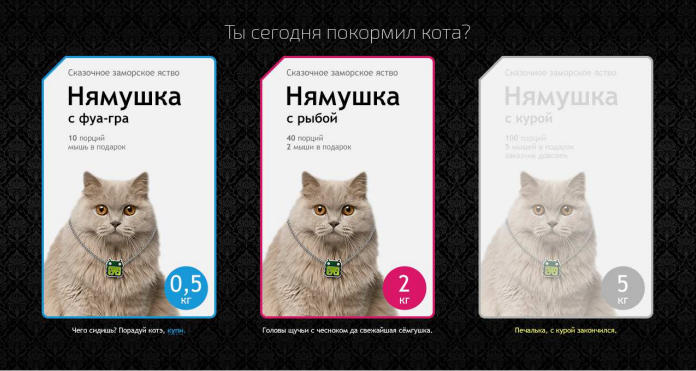 Ты сегодня покормил кота?
Сказочное заморское яство
Нямушка
с фуа-гра
10 порций
мышь в подарок
0,5
кг
Чего сидишь? Порадуй котэ, купи.
Сказочное заморское яство
Нямушка
с рыбой
40 порций
2 мыши в подарок
2
кг
Головы щучьи с чесноком да свежайшая сёмгушка.
Сказочное заморское яство
Нямушка
с курой
100 порций
5 мышей в подарок
заказчик доволен
5
кг
Печалька, с курой закончился.